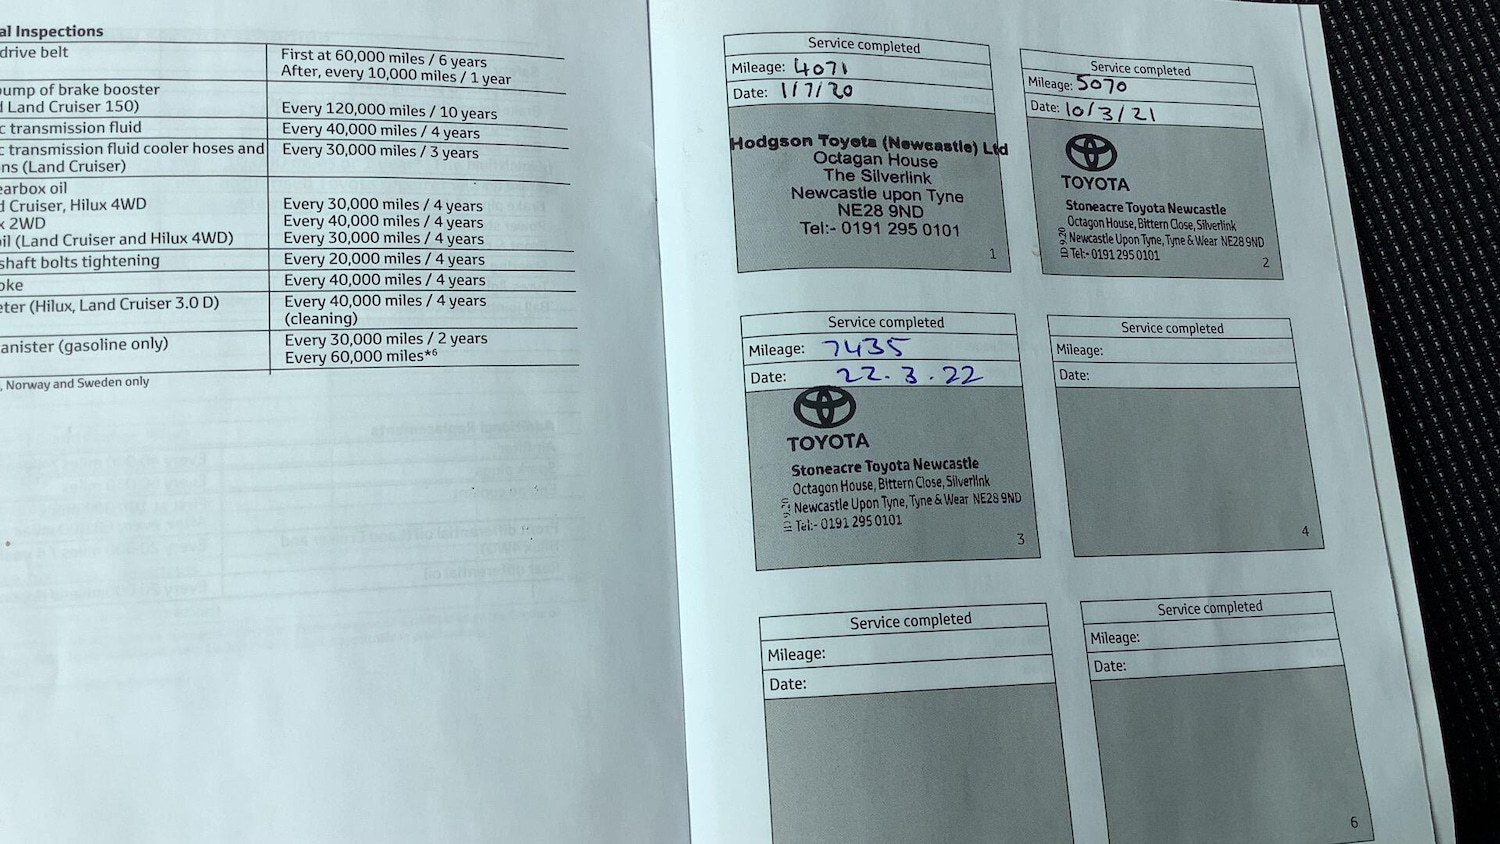 al Inspections
drive belt First at 60,000 miles / 6 years
After, every 10,000 miles / 1 year
ump of brake booster
d Land Cruiser 150) Every 120,000 miles / 10 years
c transmission fluid Every 40,000 miles / 4 years
c transmission fluid cooler hoses and Every 30,000 miles / 3 years
ns (Land Cruiser)
earbox oil
d Cruiser, Hilux 4WD Every 30,000 miles / 4 years
x 2WD Every 40,000 miles / 4 years
oil (Land Cruiser and Hilux 4WD) Every 30,000 miles / 4 years
shaft bolts tightening Every 20,000 miles / 4 years
oke Every 40,000 miles / 4 years
eter (Hilux, Land Cruiser 3.0 D) Every 40,000 miles / 4 years
(cleaning)
anister (gasoline only) Every 30,000 miles / 2 years
Every 60,000 miles*6
, Norway and Sweden only
Service completed
Mileage: 4071
Date: 1/7/20
Hodgson Toyota (Newcastle) Ltd
Octagan House
The Silverlink
Newcastle upon Tyne
NE28 9ND
Tel:- 0191 295 0101
1
Service completed
Mileage: 5070
Date: 10/3/21
TOYOTA
Stoneacre Toyota Newcastle
Octagon House, Bittern Close, Silverlink
Newcastle Upon Tyne, Tyne & Wear NE28 9ND
Tel:- 0191 295 0101
ID 9.20
2
Service completed
Mileage: 7435
Date: 22.3.22
TOYOTA
Stoneacre Toyota Newcastle
Octagon House, Bittern Close, Silverlink
Newcastle Upon Tyne, Tyne & Wear NE28 9ND
Tel:- 0191 295 0101
ID 9.20
3
Service completed
Mileage:
Date:
4
Service completed
Mileage:
Date:
Service completed
Mileage:
Date:
6